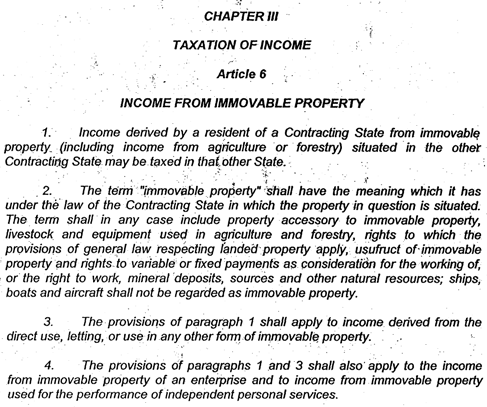 CHAPTER III
TAXATION OF INCOME
Article 6
INCOME FROM IMMOVABLE PROPERTY
1. Income derived by a resident of a Contracting State from immovable
property (including income from agriculture or forestry) situated in the other
Contracting State may be taxed in that other State.
2. The term "immovable property" shall have the meaning which it has
under the law of the Contracting State in which the property in question is situated.
The term shall in any case include property accessory to immovable property,
livestock and equipment used in agriculture and forestry, rights to which the
provisions of general law respecting landed property apply, usufruct of immovable
property and rights to variable or fixed payments as consideration for the working of,
or the right to work, mineral deposits, sources and other natural resources; ships,
boats and aircraft shall not be regarded as immovable property.
3. The provisions of paragraph 1 shall apply to income derived from the
direct use, letting, or use in any other form of immovable property.
4. The provisions of paragraphs 1 and 3 shall also apply to the income
from immovable property of an enterprise and to income from immovable property
used for the performance of independent personal services.